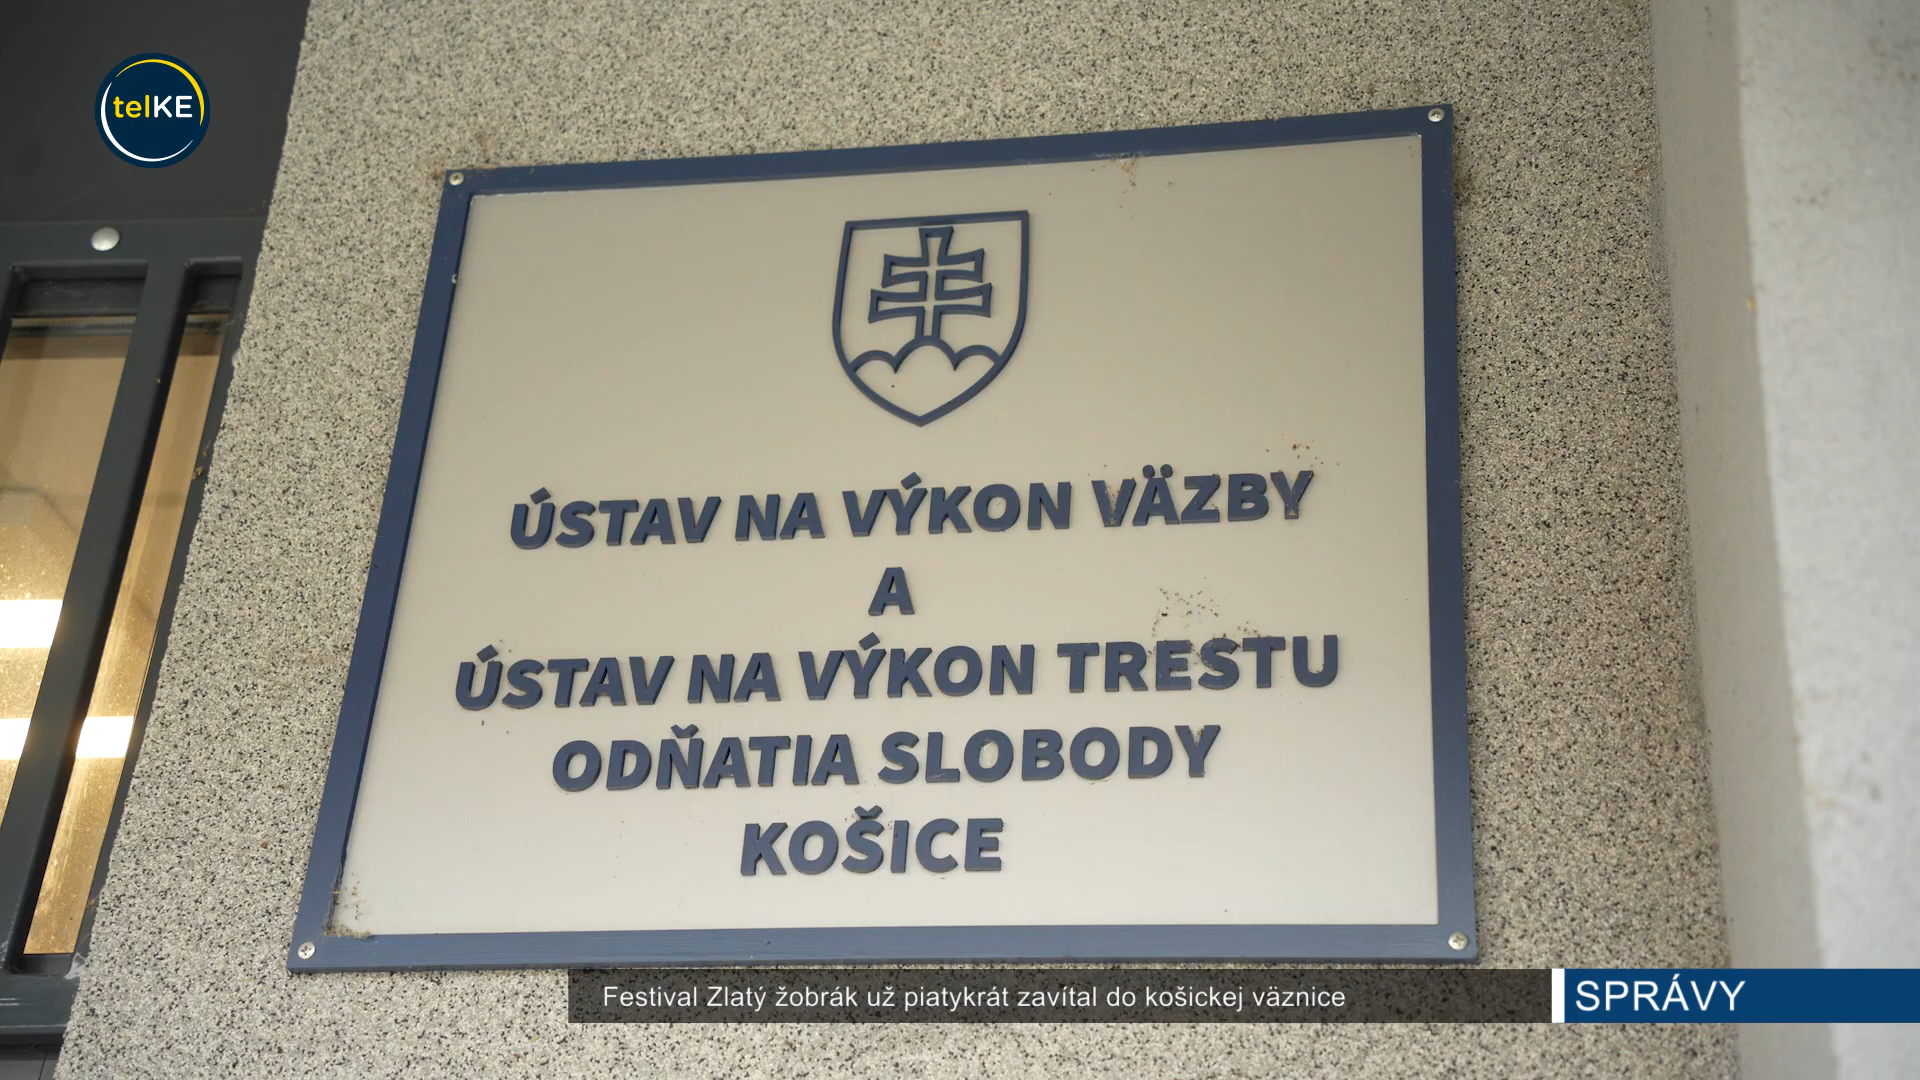 telKE
ÚSTAV NA VÝKON VÄZBY
A
ÚSTAV NA VÝKON TRESTU
ODŇATIA SLOBODY
KOŠICE
Festival Zlatý žobrák už piatykrát zavítal do košickej väznice
SPRÁVY